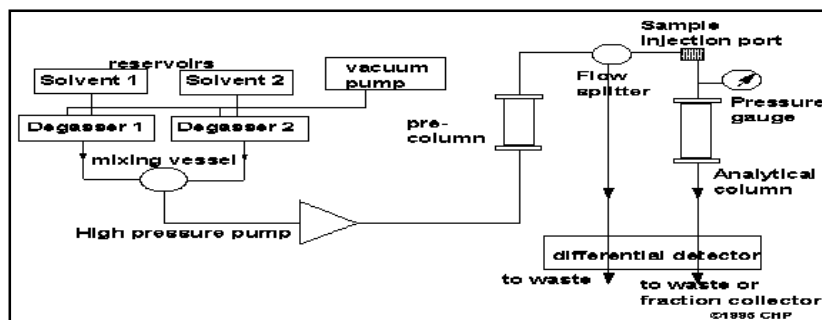 reservoirs
Solvent 1
Solvent 2
vacuum
pump
Degasser 1
Degasser 2
mixing vessel
High pressure pump
pre-
column
Flow
splitter
Sample
injection port
Pressure
gauge
Analytical
column
differential detector
to waste
to waste or
fraction collector
©1995 CHP